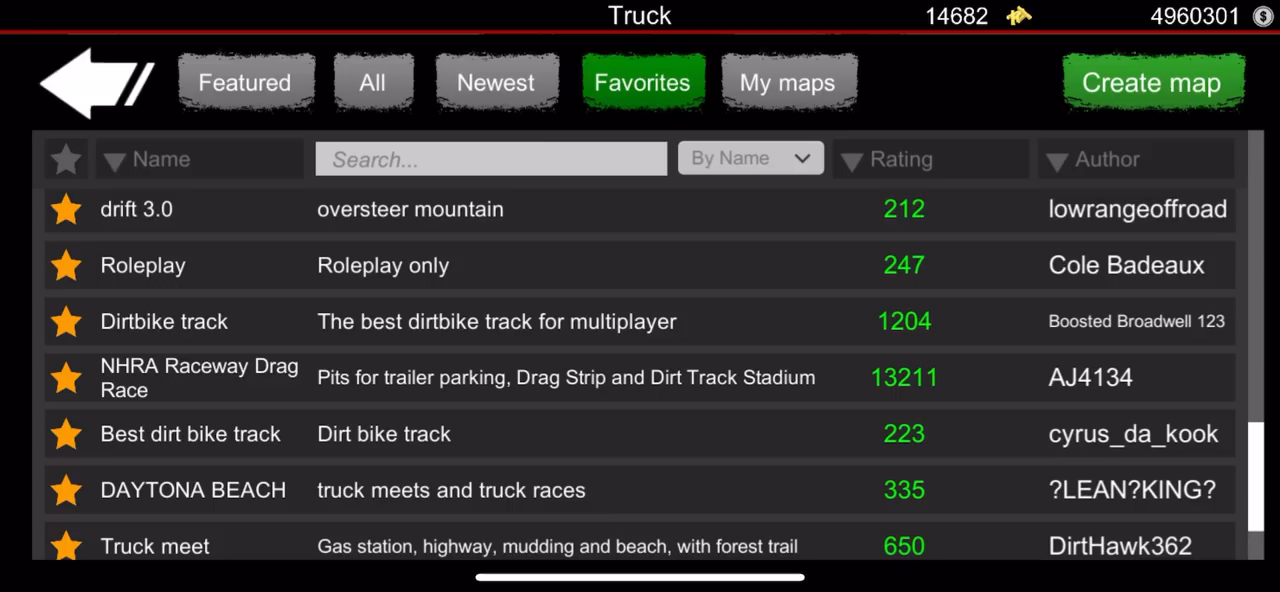 Truck 14682 4960301
Featured All Newest Favorites My maps Create map
Name Search... By Name Rating Author
drift 3.0 oversteer mountain 212 lowrangeoffroad
Roleplay Roleplay only 247 Cole Badeaux
Dirtbike track The best dirtbike track for multiplayer 1204 Boosted Broadwell 123
NHRA Raceway Drag
Race Pits for trailer parking, Drag Strip and Dirt Track Stadium 13211 AJ4134
Best dirt bike track Dirt bike track 223 cyrus_da_kook
DAYTONA BEACH truck meets and truck races 335 ?LEAN?KING?
Truck meet Gas station, highway, mudding and beach, with forest trail 650 DirtHawk362